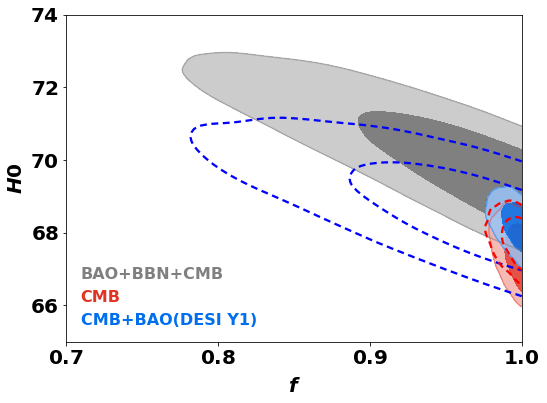 74
72
70
68
66
H0
BAO+BBN+CMB
CMB
CMB+BAO(DESI Y1)
0.7
0.8
0.9
1.0
f